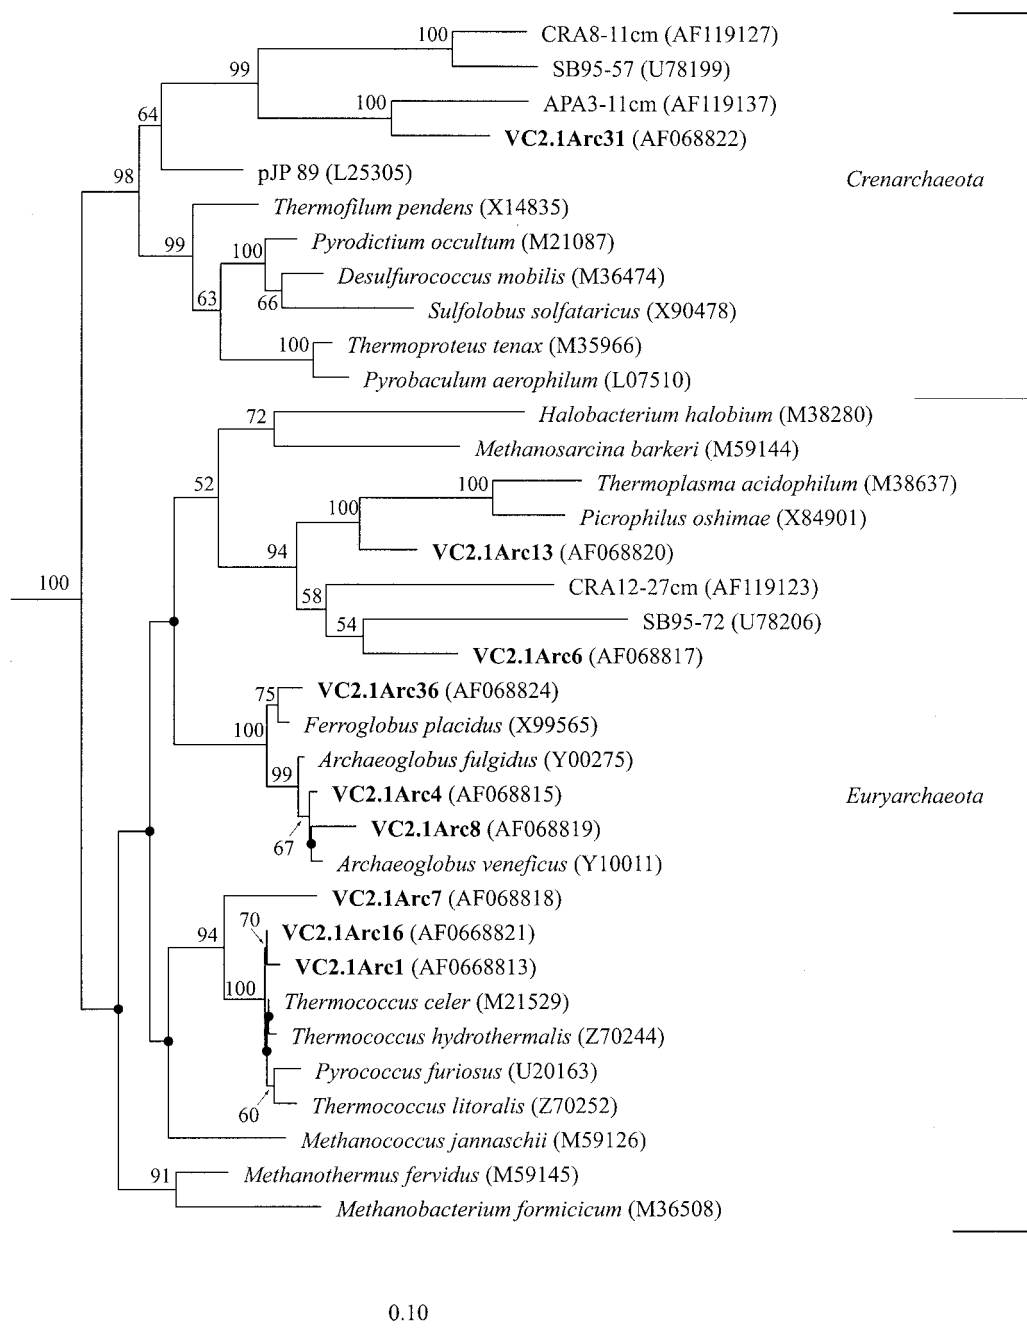 100 CRA8-11cm (AF119127)
99 SB95-57 (U78199)
100 APA3-11cm (AF119137)
64 VC2.1Arc31 (AF068822)
98 pJP 89 (L25305) Crenarchaeota
99 Thermofilum pendens (X14835)
100 Pyrodictium occultum (M21087)
Desulfurococcus mobilis (M36474)
63 66 Sulfolobus solfataricus (X90478)
100 Thermoproteus tenax (M35966)
Pyrobaculum aerophilum (L07510)
72 Halobacterium halobium (M38280)
Methanosarcina barkeri (M59144)
52 100 Thermoplasma acidophilum (M38637)
100 Picrophilus oshimae (X84901)
94 VC2.1Arc13 (AF068820)
100 CRA12-27cm (AF119123)
58 SB95-72 (U78206)
54 VC2.1Arc6 (AF068817)
75 VC2.1Arc36 (AF068824)
100 Ferroglobus placidus (X99565)
Archaeoglobus fulgidus (Y00275)
99 VC2.1Arc4 (AF068815) Euryarchaeota
VC2.1Arc8 (AF068819)
67 Archaeoglobus veneficus (Y10011)
VC2.1Arc7 (AF068818)
94 70 VC2.1Arc16 (AF0668821)
VC2.1Arc1 (AF0668813)
100 Thermococcus celer (M21529)
Thermococcus hydrothermalis (Z70244)
Pyrococcus furiosus (U20163)
60 Thermococcus litoralis (Z70252)
Methanococcus jannaschii (M59126)
91 Methanothermus fervidus (M59145)
Methanobacterium formicicum (M36508)
0.10